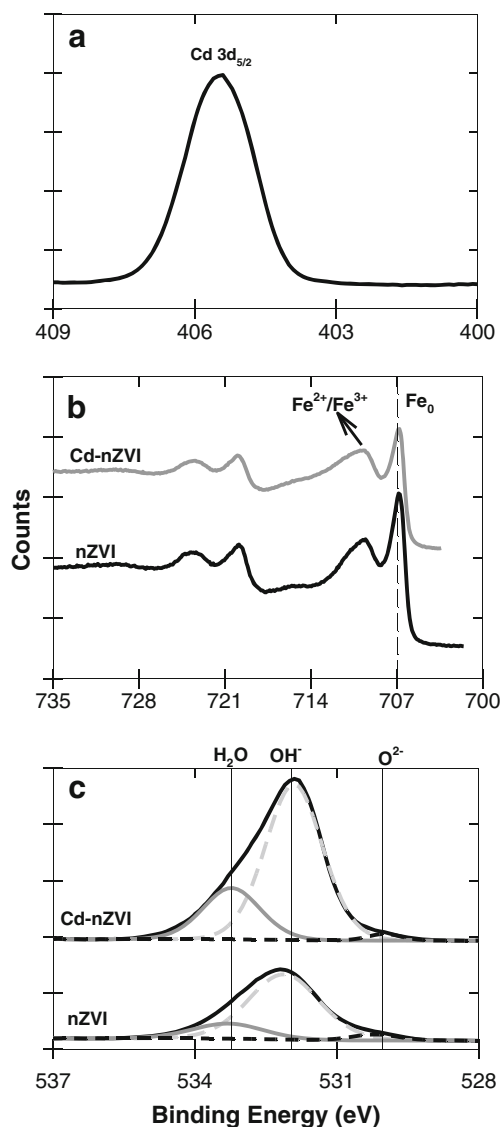 a
Cd 3d5/2
409 406 403 400
b
Fe2+/Fe3+
Fe0
Cd-nZVI
nZVI
Counts
735 728 721 714 707 700
H2O OH- O2-
c
Cd-nZVI
nZVI
537 534 531 528
Binding Energy (eV)